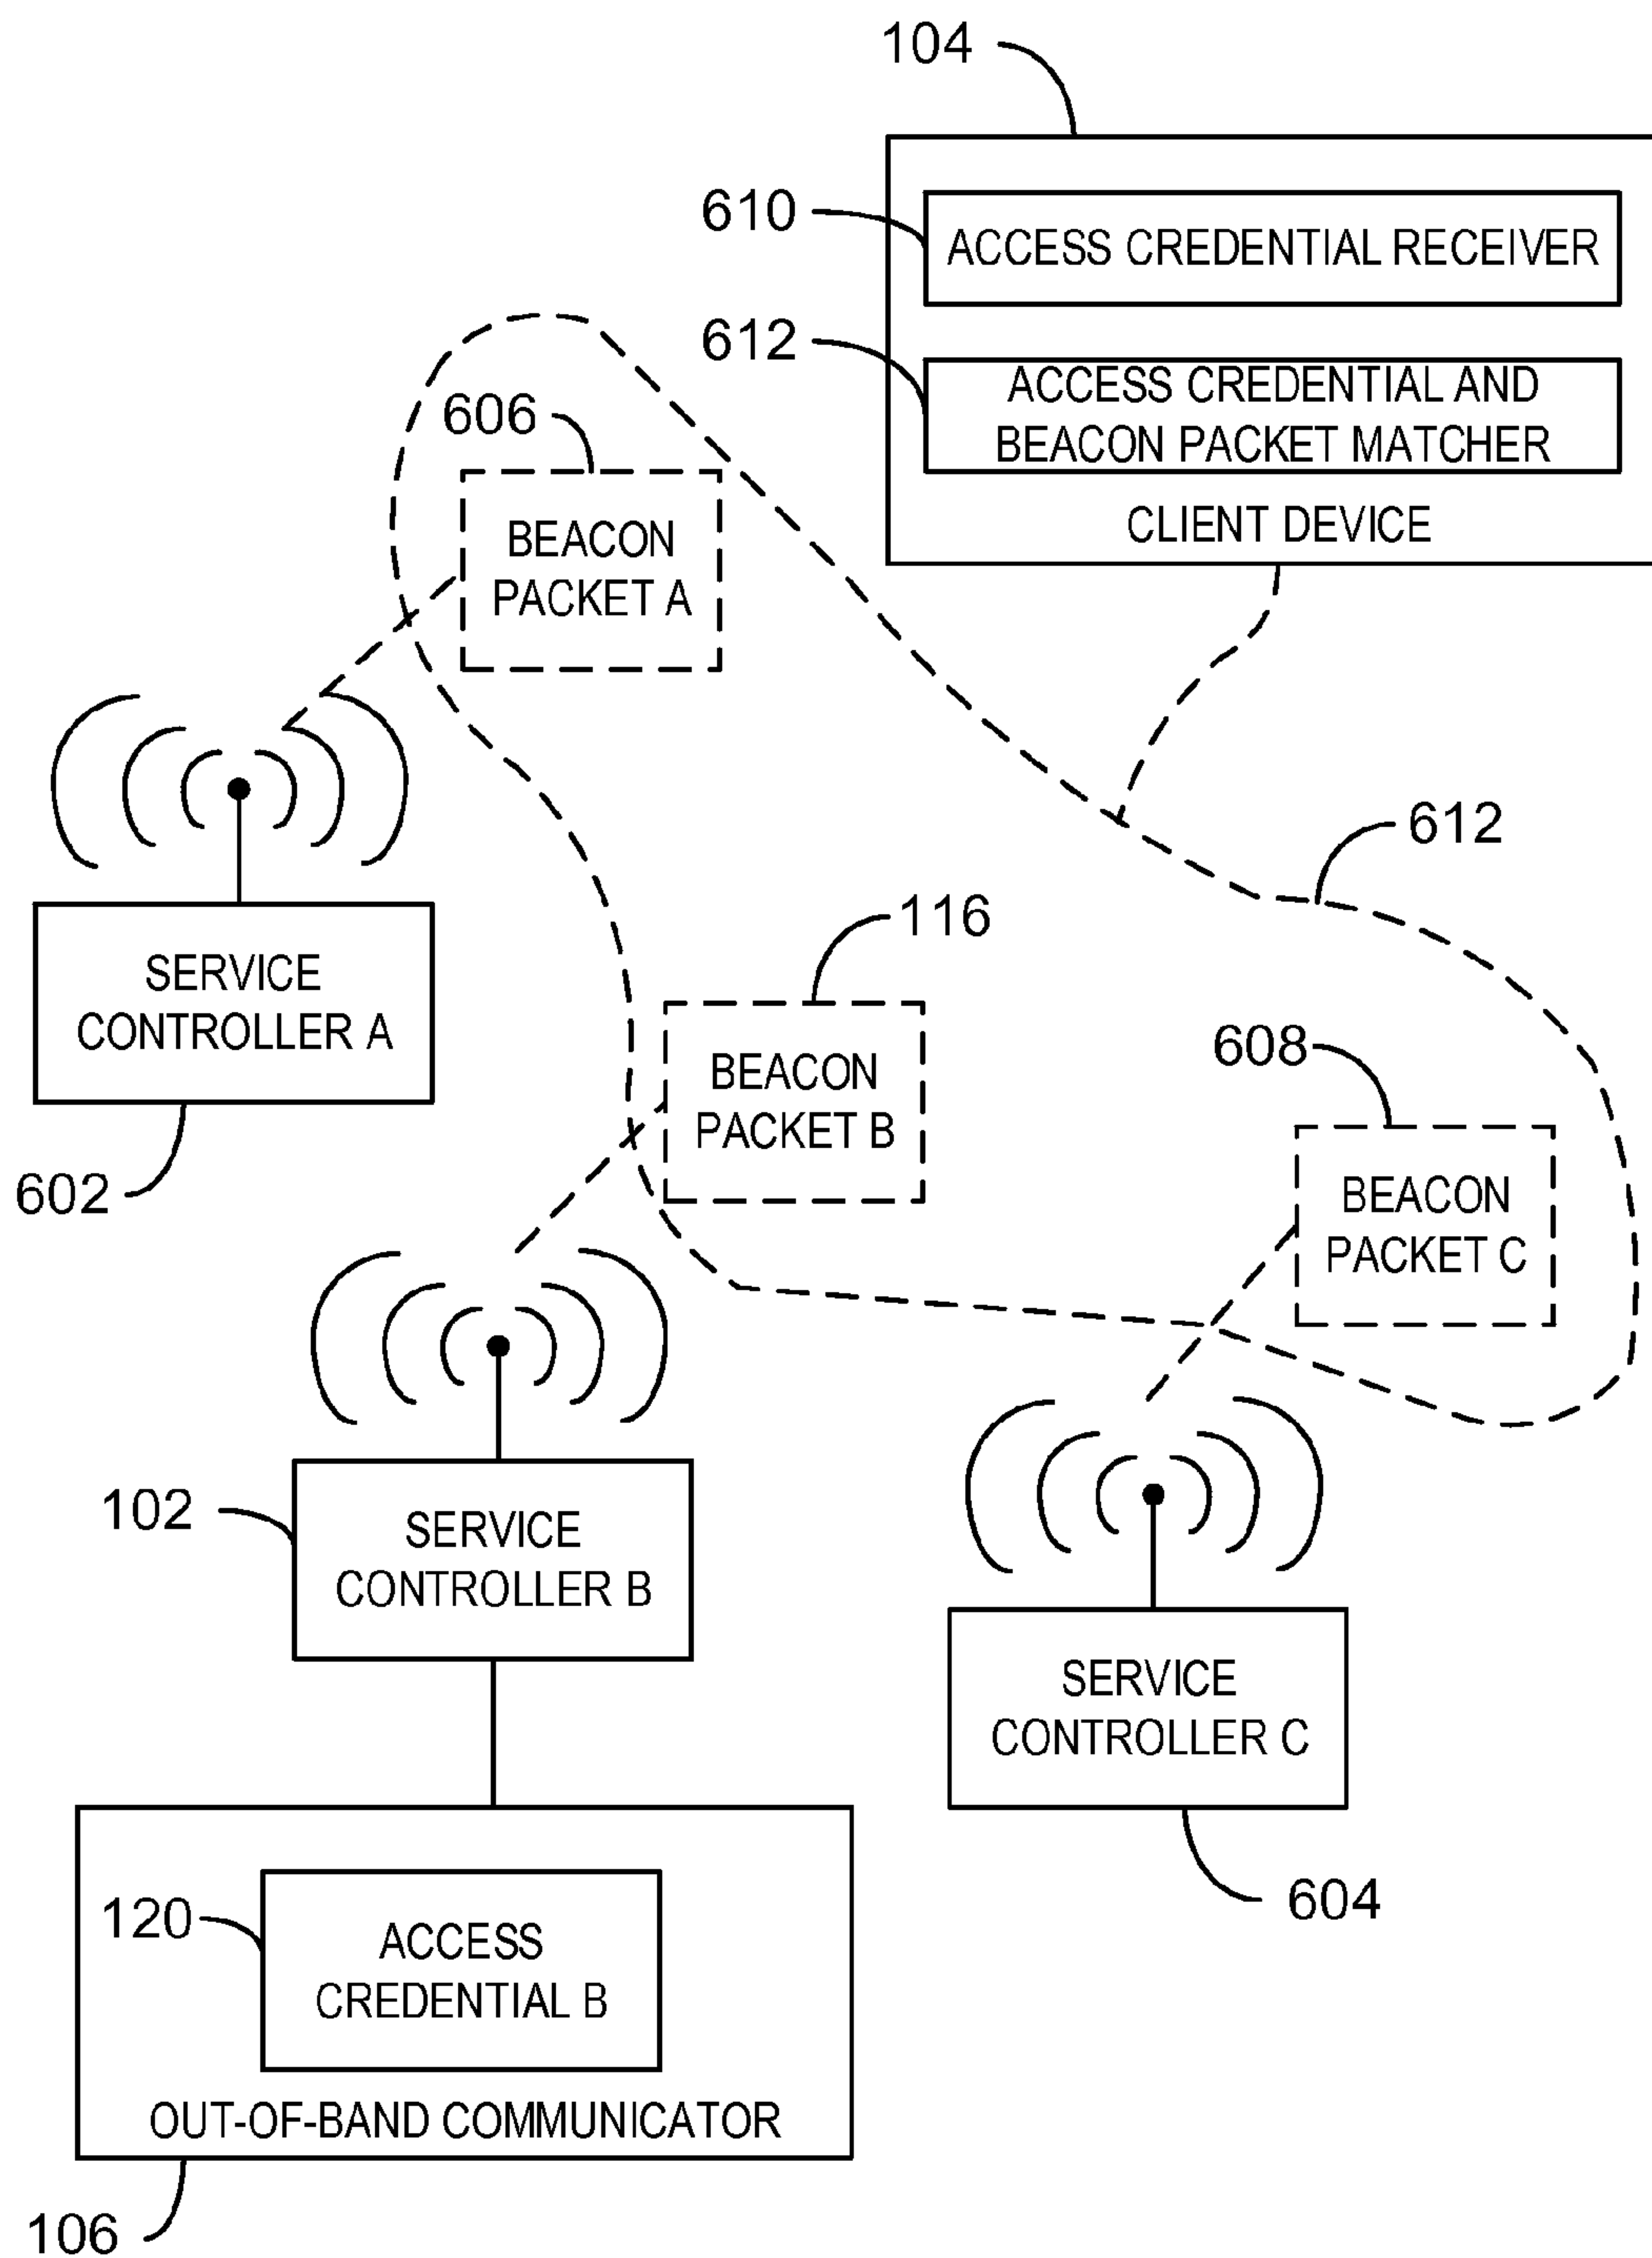 104
610
ACCESS CREDENTIAL RECEIVER
612
ACCESS CREDENTIAL AND
BEACON PACKET MATCHER
CLIENT DEVICE
606
BEACON
PACKET A
612
SERVICE
CONTROLLER A
602
116
BEACON
PACKET B
608
BEACON
PACKET C
102
SERVICE
CONTROLLER B
SERVICE
CONTROLLER C
604
120
ACCESS
CREDENTIAL B
OUT-OF-BAND COMMUNICATOR
106